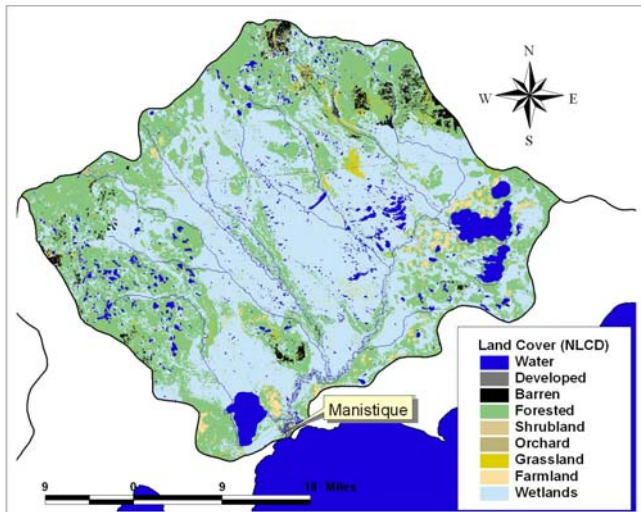 N
W E
S
Land Cover (NLCD)
Water
Developed
Barren
Forested
Shrubland
Orchard
Grassland
Farmland
Wetlands
Manistique
9 0 9 18 Miles